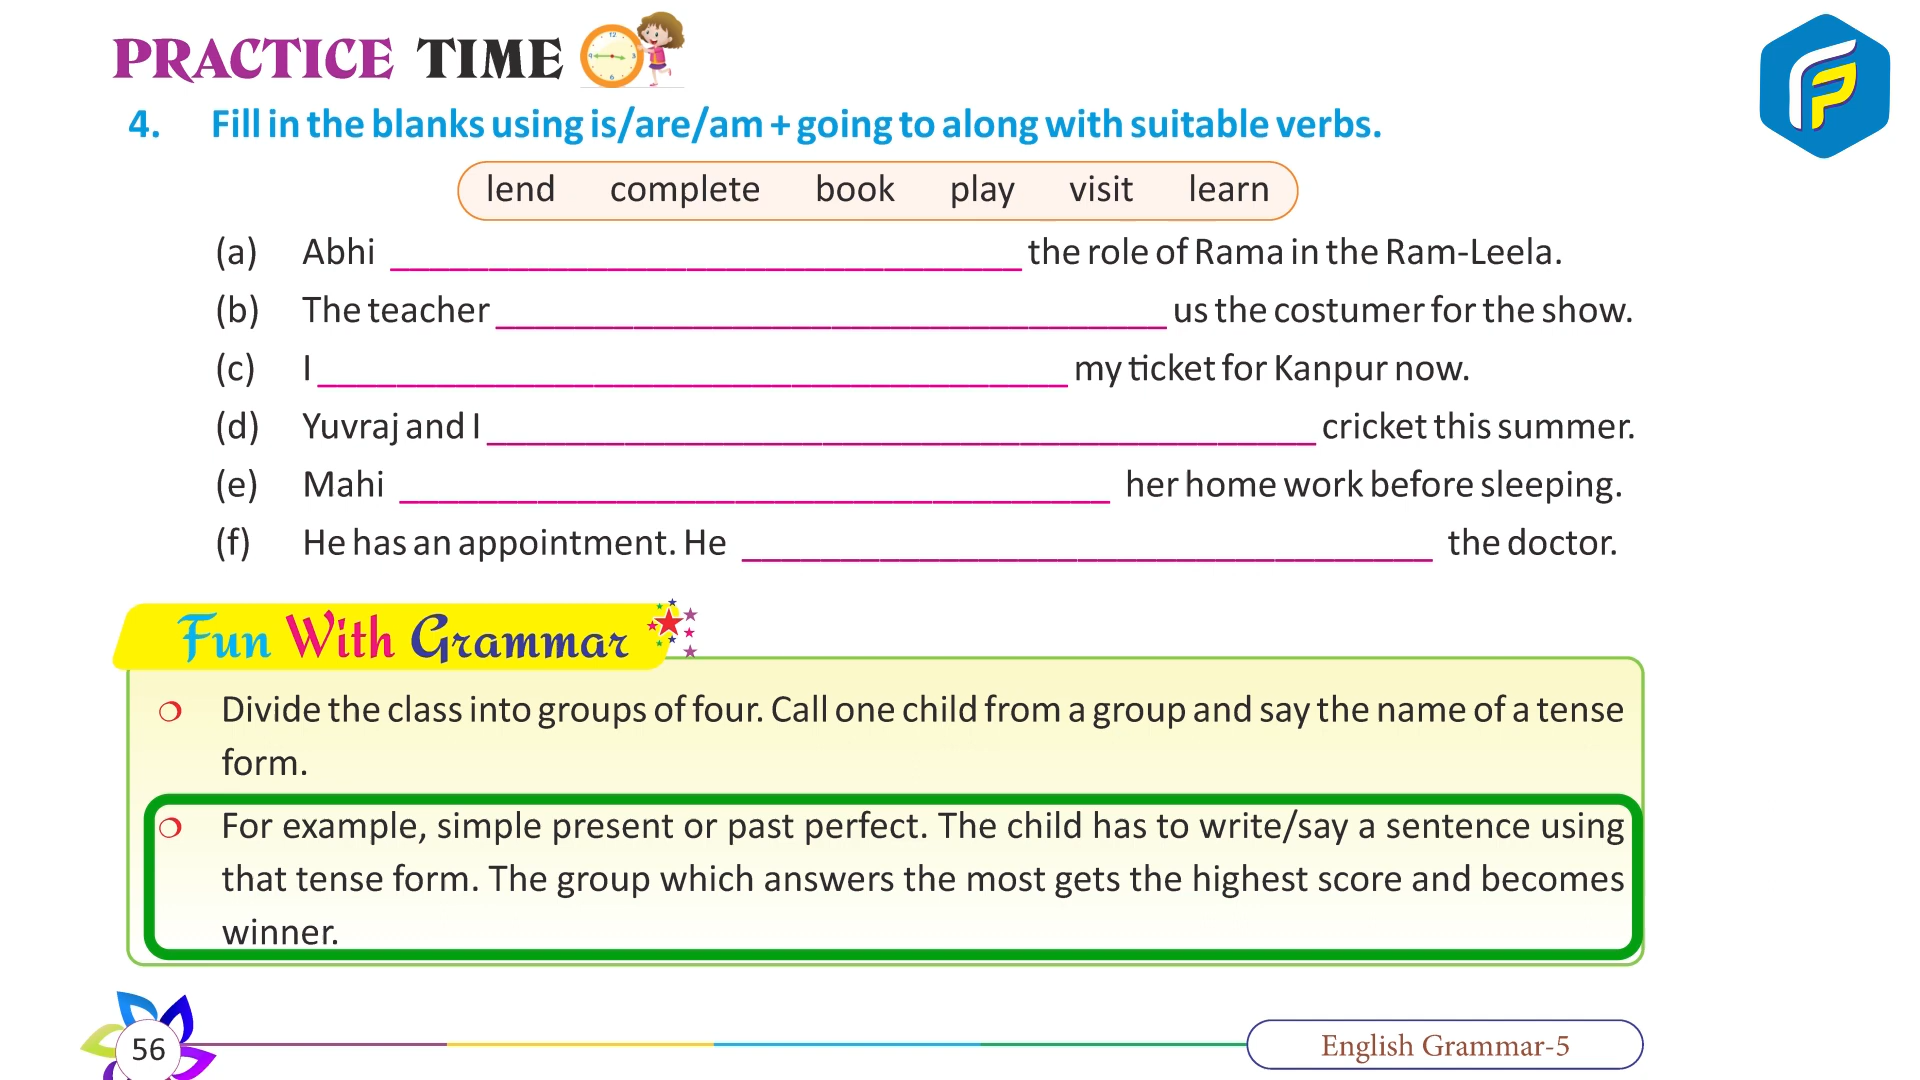 PRACTICE TIME
4. Fill in the blanks using is/are/am + going to along with suitable verbs.
lend complete book play visit learn
(a) Abhi ________________________________ the role of Rama in the Ram-Leela.
(b) The teacher __________________________________ us the costumer for the show.
(c) I ______________________________________ my ticket for Kanpur now.
(d) Yuvraj and I __________________________________________ cricket this summer.
(e) Mahi ____________________________________ her home work before sleeping.
(f) He has an appointment. He ___________________________________ the doctor.
Fun With Grammar
❍ Divide the class into groups of four. Call one child from a group and say the name of a tense
form.
❍ For example, simple present or past perfect. The child has to write/say a sentence using
that tense form. The group which answers the most gets the highest score and becomes
winner.
56
English Grammar-5